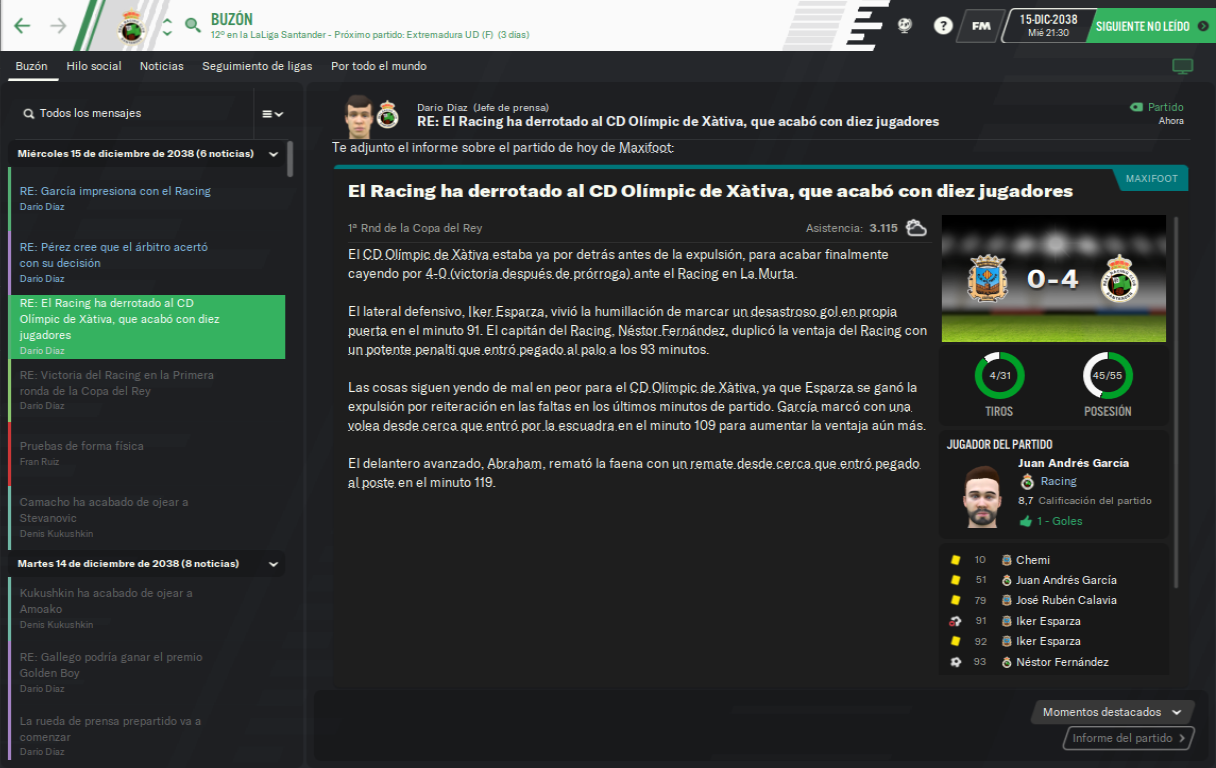 BUZÓN
12º en la LaLiga Santander - Próximo partido: Extremadura UD (F) (3 días)
?
FM
15-DIC-2038
Mié 21:30
SIGUIENTE NO LEÍDO
Buzón
Hilo social
Noticias
Seguimiento de ligas
Por todo el mundo
Todos los mensajes
Miércoles 15 de diciembre de 2038 (6 noticias)
RE: García impresiona con el Racing
Darío Díaz
RE: Pérez cree que el árbitro acertó
con su decisión
Darío Díaz
RE: El Racing ha derrotado al CD
Olímpic de Xàtiva, que acabó con diez
jugadores
Darío Díaz
RE: Victoria del Racing en la Primera
ronda de la Copa del Rey
Darío Díaz
Pruebas de forma física
Fran Ruiz
Camacho ha acabado de ojear a
Stevanovic
Denis Kukushkin
Martes 14 de diciembre de 2038 (8 noticias)
Kukushkin ha acabado de ojear a
Amoako
Denis Kukushkin
RE: Gallego podría ganar el premio
Golden Boy
Darío Díaz
La rueda de prensa prepartido va a
comenzar
Darío Díaz
Darío Díaz (Jefe de prensa)
RE: El Racing ha derrotado al CD Olímpic de Xàtiva, que acabó con diez jugadores
Partido
Ahora
Te adjunto el informe sobre el partido de hoy de Maxifoot:
MAXIFOOT
El Racing ha derrotado al CD Olímpic de Xàtiva, que acabó con diez jugadores
1ª Rnd de la Copa del Rey
Asistencia: 3.115
El CD Olímpic de Xàtiva estaba ya por detrás antes de la expulsión, para acabar finalmente
cayendo por 4-0 (victoria después de prórroga) ante el Racing en La Murta.
El lateral defensivo, Iker Esparza, vivió la humillación de marcar un desastroso gol en propia
puerta en el minuto 91. El capitán del Racing, Néstor Fernández, duplicó la ventaja del Racing con
un potente penalti que entró pegado al palo a los 93 minutos.
Las cosas siguen yendo de mal en peor para el CD Olímpic de Xàtiva, ya que Esparza se ganó la
expulsión por reiteración en las faltas en los últimos minutos de partido. García marcó con una
volea desde cerca que entró por la escuadra en el minuto 109 para aumentar la ventaja aún más.
El delantero avanzado, Abraham, remató la faena con un remate desde cerca que entró pegado
al poste en el minuto 119.
0-4
4/31
TIROS
45/55
POSESIÓN
JUGADOR DEL PARTIDO
Juan Andrés García
Racing
8,7 Calificación del partido
1 - Goles
10 Chemi
51 Juan Andrés García
79 José Rubén Calavia
91 Iker Esparza
92 Iker Esparza
93 Néstor Fernández
Momentos destacados
Informe del partido